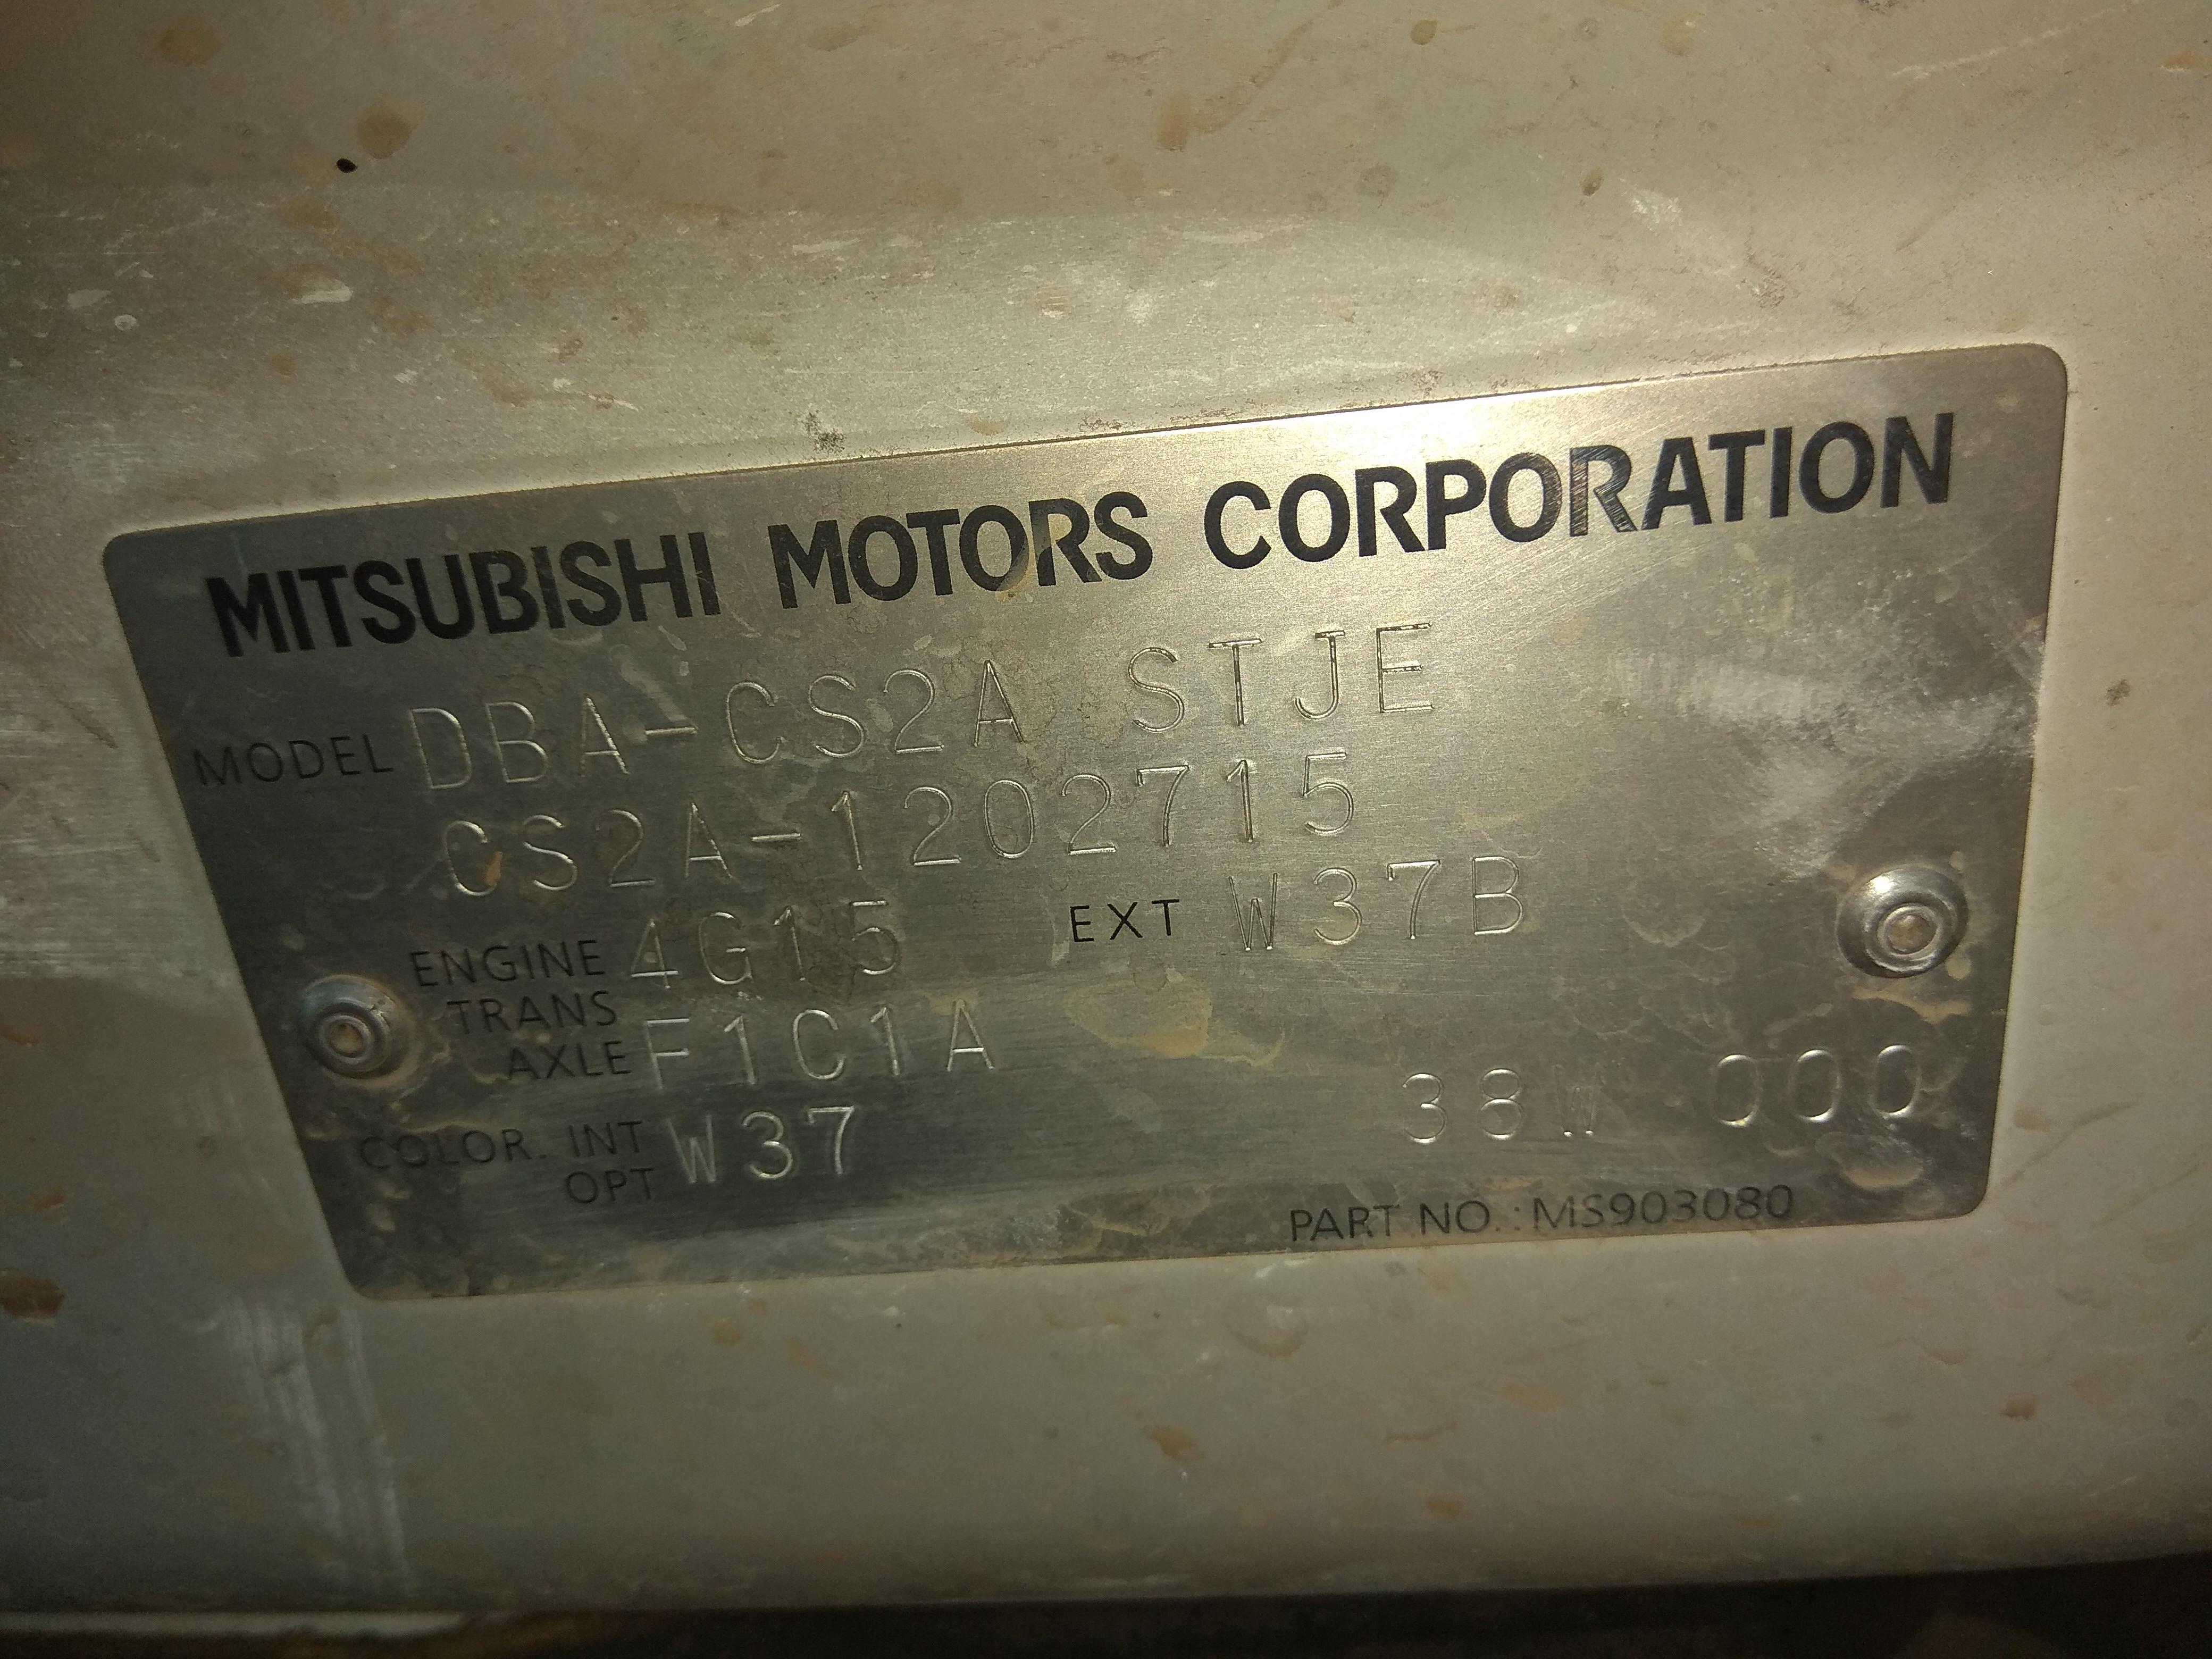 MITSUBISHI MOTORS CORPORATION
MODEL DBA-CS2A STJE
CS2A-1202715
ENGINE 4G15 EXT W37B
TRANS
AXLE F1C1A
COLOR. INT W37 38W 000
OPT
PART NO.: MS903080